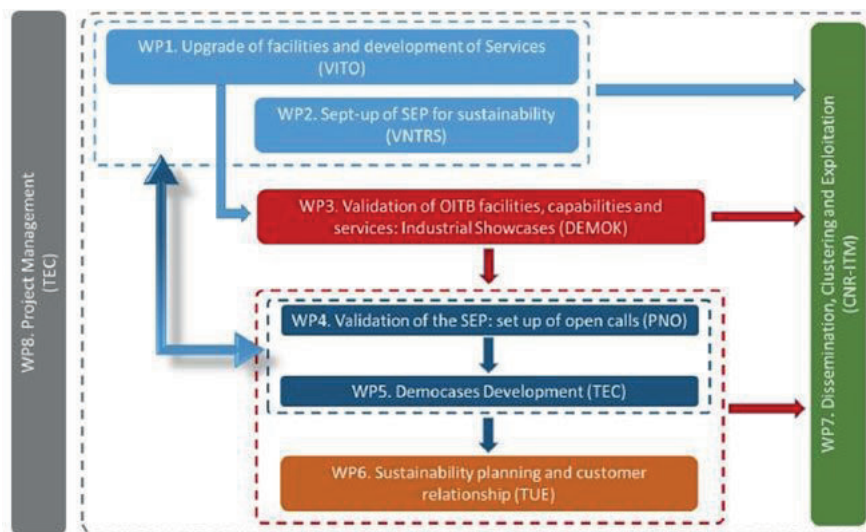 WP8. Project Management
(TEC)
WP1. Upgrade of facilities and development of Services
(VITO)
WP2. Sept-up of SEP for sustainability
(VNTRS)
WP3. Validation of OITB facilities, capabilities and
services: Industrial Showcases (DEMOK)
WP4. Validation of the SEP: set up of open calls (PNO)
WP5. Democases Development (TEC)
WP6. Sustainability planning and customer
relationship (TUE)
WP7. Dissemination, Clustering and Exploitation
(CNR-ITM)